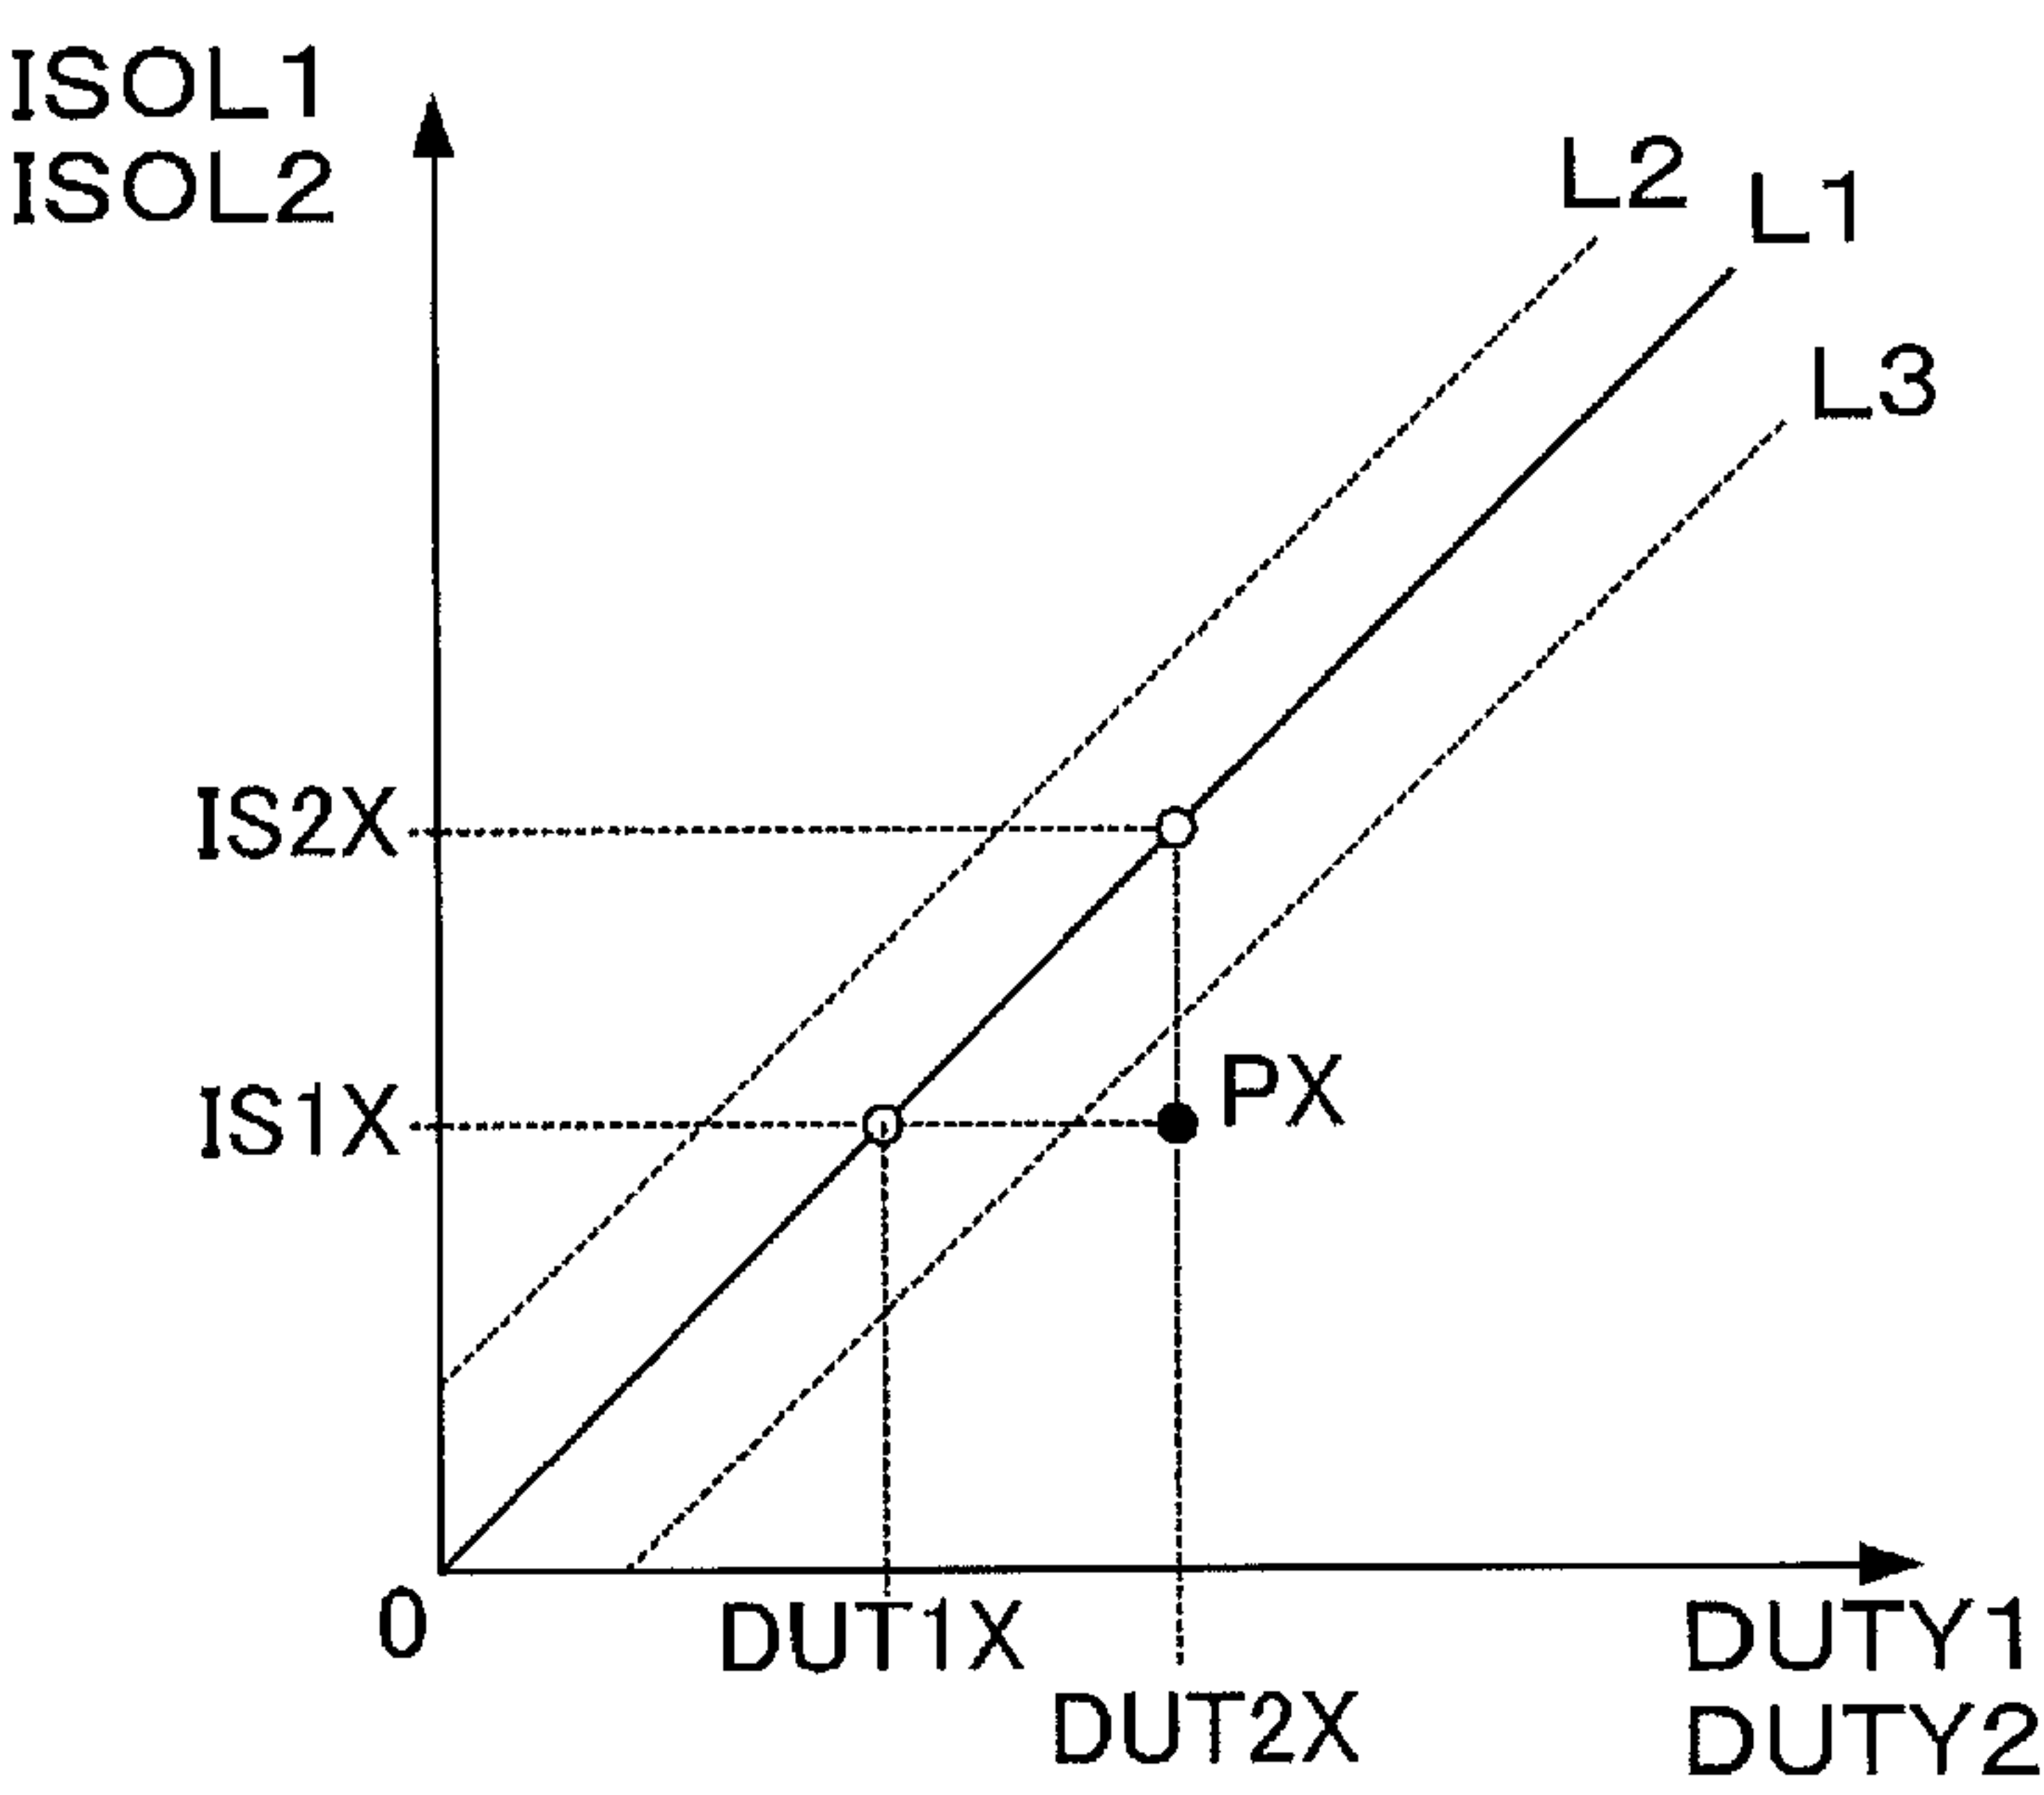 ISOL1
ISOL2
L2
L1
L3
IS2X
IS1X
PX
0
DUT1X
DUT2X
DUTY1
DUTY2